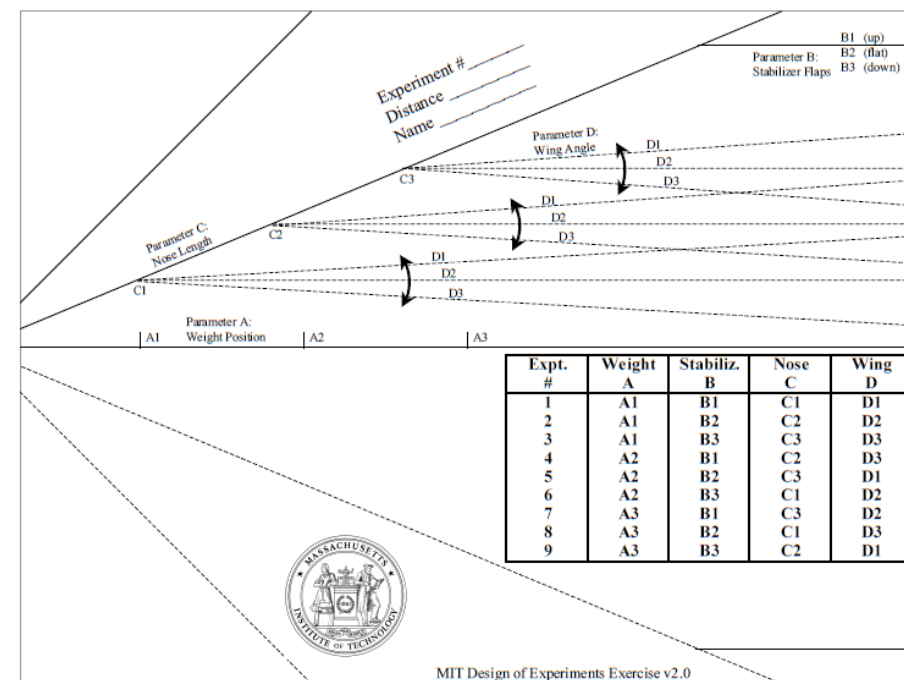 B1 (up)
Parameter B: B2 (flat)
Stabilizer Flaps B3 (down)
Experiment #
Distance
Name
Parameter D:
Wing Angle
D1
D2
D3
C3
D1
D2
D3
C2
Parameter C:
Nose Length
D1
D2
D3
C1
Parameter A:
A1 Weight Position A2 A3
Expt. Weight Stabiliz. Nose Wing
# A B C D
1 A1 B1 C1 D1
2 A1 B2 C2 D2
3 A1 B3 C3 D3
4 A2 B1 C2 D3
5 A2 B2 C3 D1
6 A2 B3 C1 D2
7 A3 B1 C3 D2
8 A3 B2 C1 D3
9 A3 B3 C2 D1
MASSACHUSETTS
INSTITUTE OF TECHNOLOGY
MIT Design of Experiments Exercise v2.0